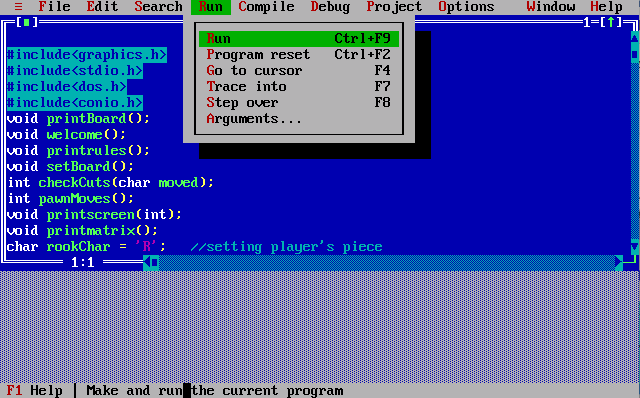 ≡ File Edit Search Run Compile Debug Project Options Window Help
[■] 1=[↑]
Run Ctrl+F9
Program reset Ctrl+F2
Go to cursor F4
Trace into F7
Step over F8
Arguments...
#include<graphics.h>
#include<stdio.h>
#include<dos.h>
#include<conio.h>
void printBoard();
void welcome();
void printrules();
void setBoard();
int checkCuts(char moved);
int pawnMoves();
void printscreen(int);
void printmatrix();
char rookChar = 'R'; //setting player's piece
1:1
F1 Help | Make and run the current program